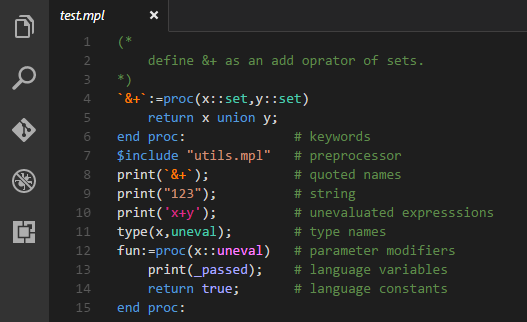 test.mpl ×
1 (*
2     define &+ as an add oprator of sets.
3 *)
4 `&+`:=proc(x::set,y::set)
5     return x union y;
6 end proc:               # keywords
7 $include "utils.mpl"    # preprocessor
8 print(`&+`);            # quoted names
9 print("123");           # string
10 print('x+y');           # unevaluated expresssions
11 type(x,uneval);         # type names
12 fun:=proc(x::uneval)    # parameter modifiers
13     print(_passed);     # language variables
14     return true;        # language constants
15 end proc: